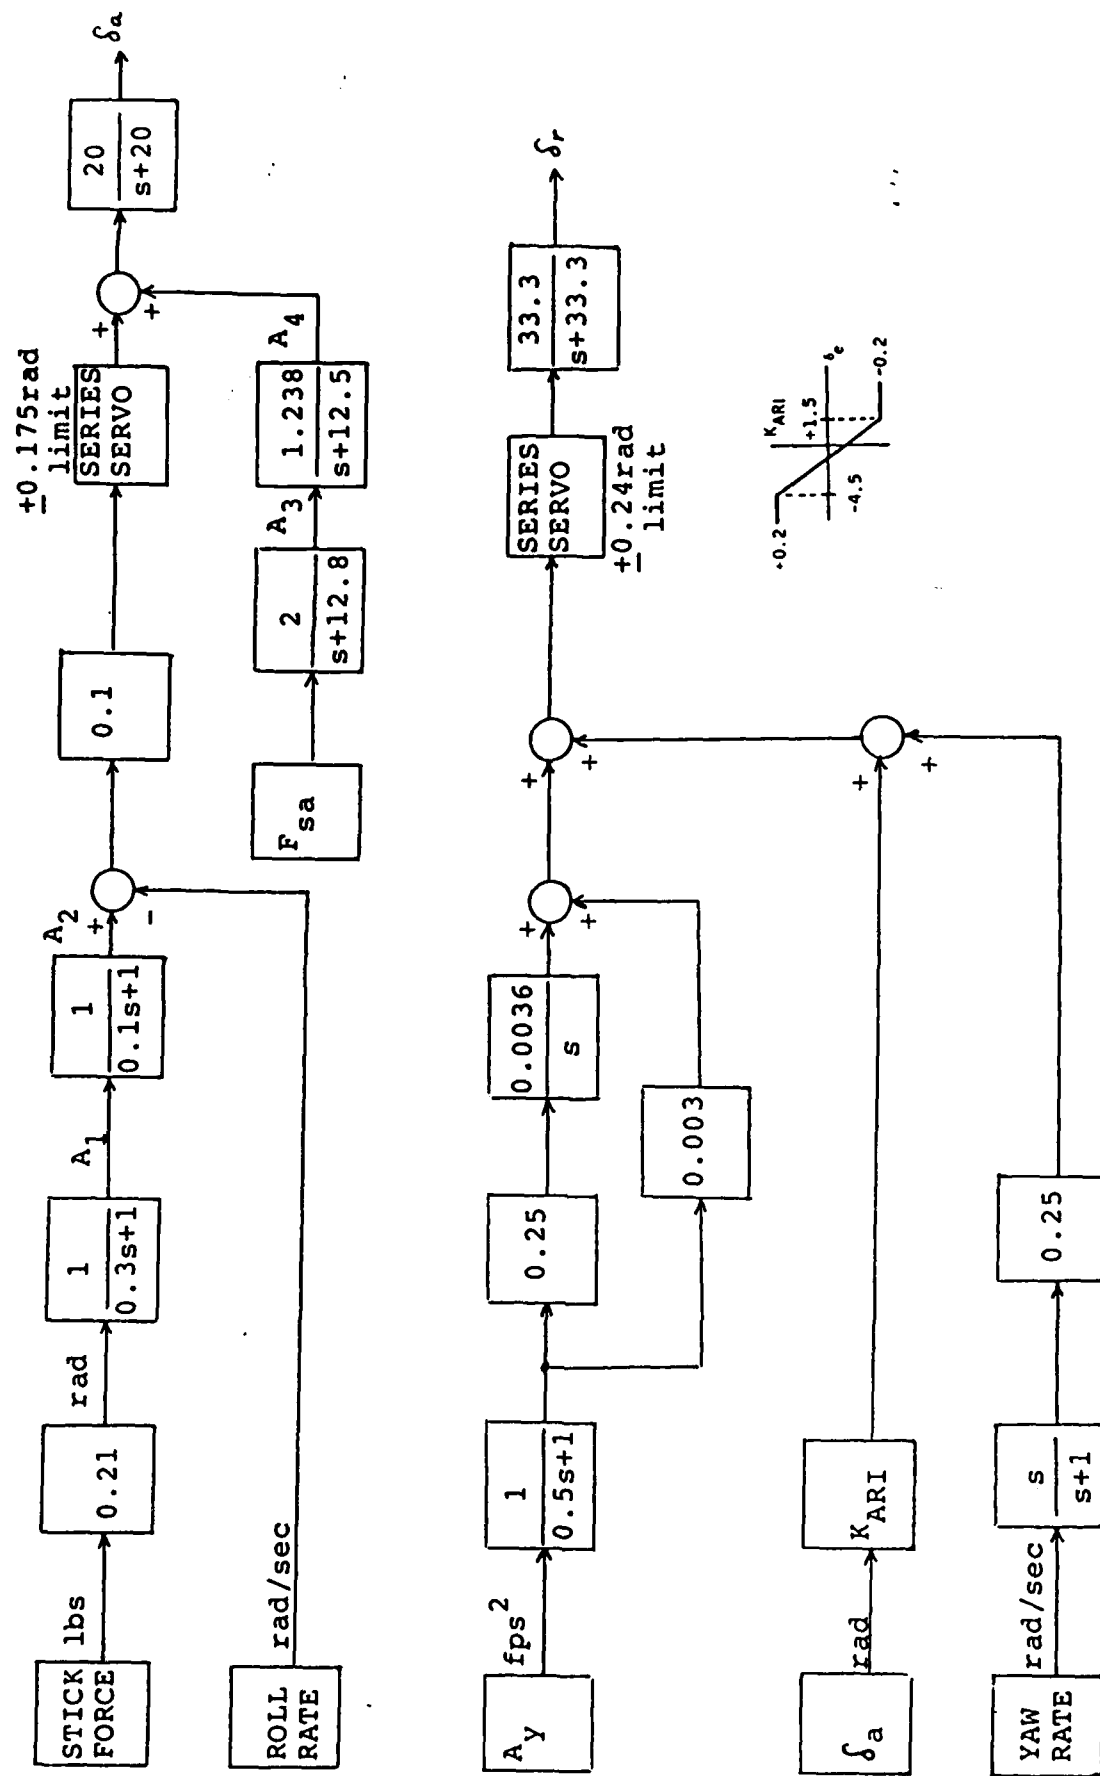 STICK
FORCE
lbs
0.21
rad
1
0.3s+1
A1
1
0.1s+1
A2
+
-
0.1
±0.175rad
limit
SERIES
SERVO
+
+
20
s+20
δa
ROLL
RATE
rad/sec
Fsa
2
s+12.8
A3
1.238
s+12.5
A4
Ay
fps2
1
0.5s+1
0.25
0.0036
s
+
+
0.003
+
+
SERIES
SERVO
±0.24rad
limit
33.3
s+33.3
δr
δa
rad
KARI
+
+
YAW
RATE
rad/sec
s
s+1
0.25
KARI
+0.2
+1.5
δe
-4.5
-0.2